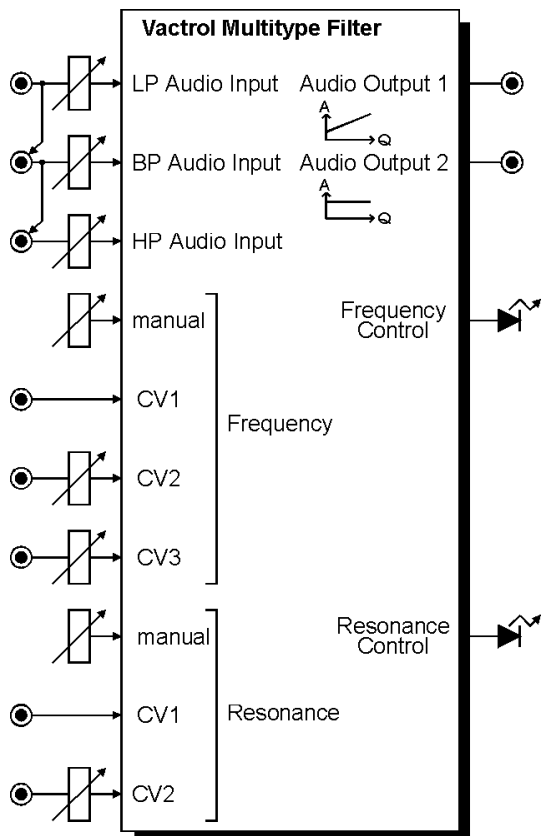 Vactrol Multitype Filter
LP Audio Input Audio Output 1
A
Q
BP Audio Input Audio Output 2
A
Q
HP Audio Input
manual
Frequency
Control
CV1
Frequency
CV2
CV3
manual
Resonance
Control
CV1
Resonance
CV2